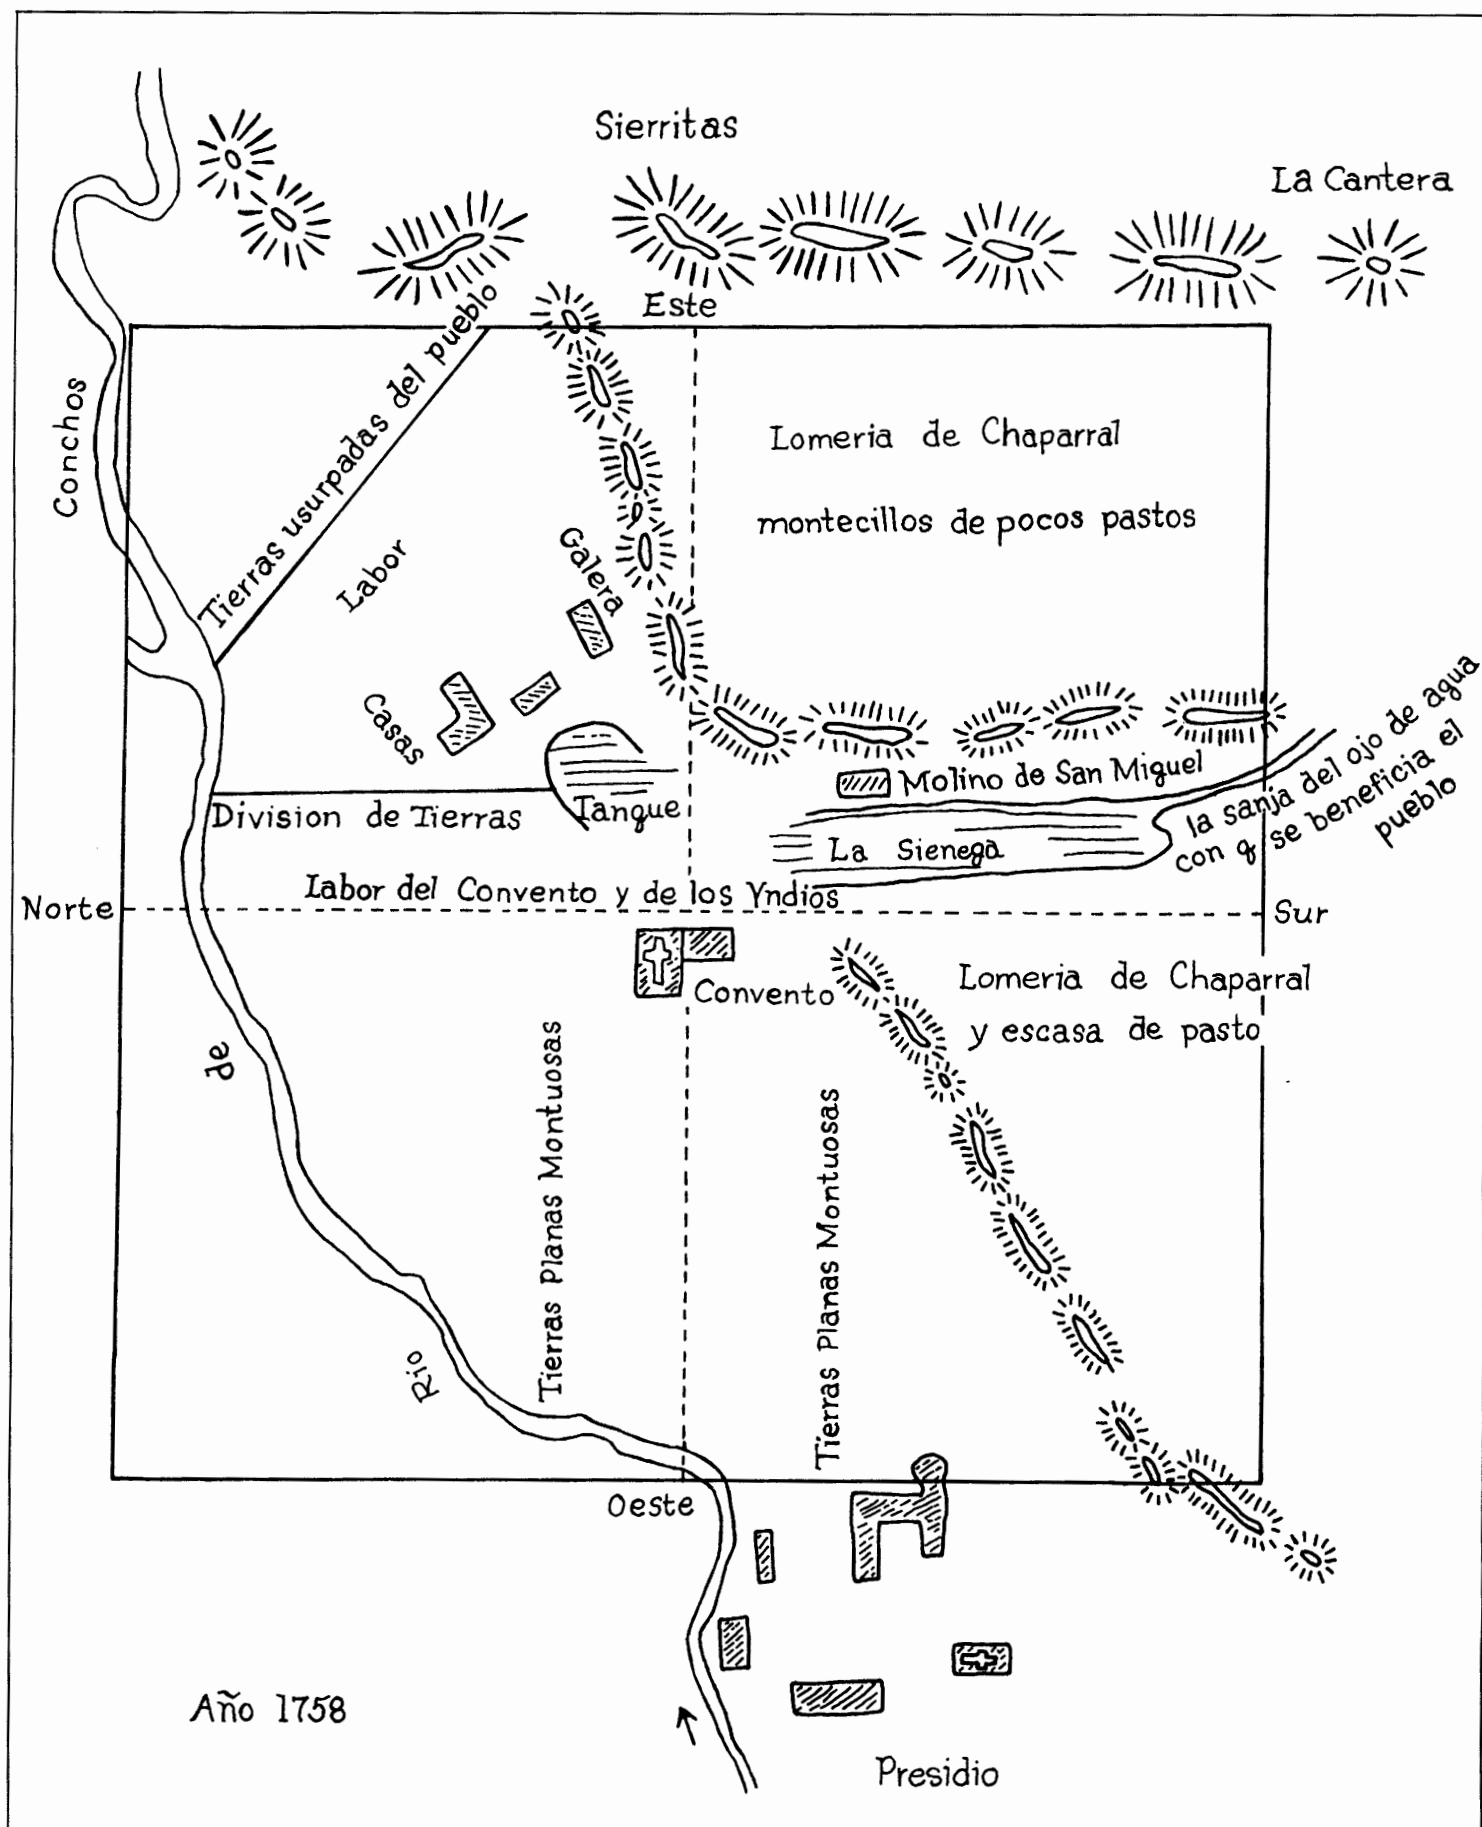 Sierritas
La Cantera
Este
Conchos
Tierras usurpadas del pueblo
Lomeria de Chaparral
montecillos de pocos pastos
Labor
Galera
Casas
Molino de San Miguel
la sanja del ojo de agua
con q se beneficia el
pueblo
Division de Tierras
Tanque
La Sienega
Labor del Convento y de los Yndios
Norte
Sur
Convento
Lomeria de Chaparral
y escasa de pasto
de
Tierras Planas Montuosas
Tierras Planas Montuosas
Rio
Oeste
Año 1758
Presidio